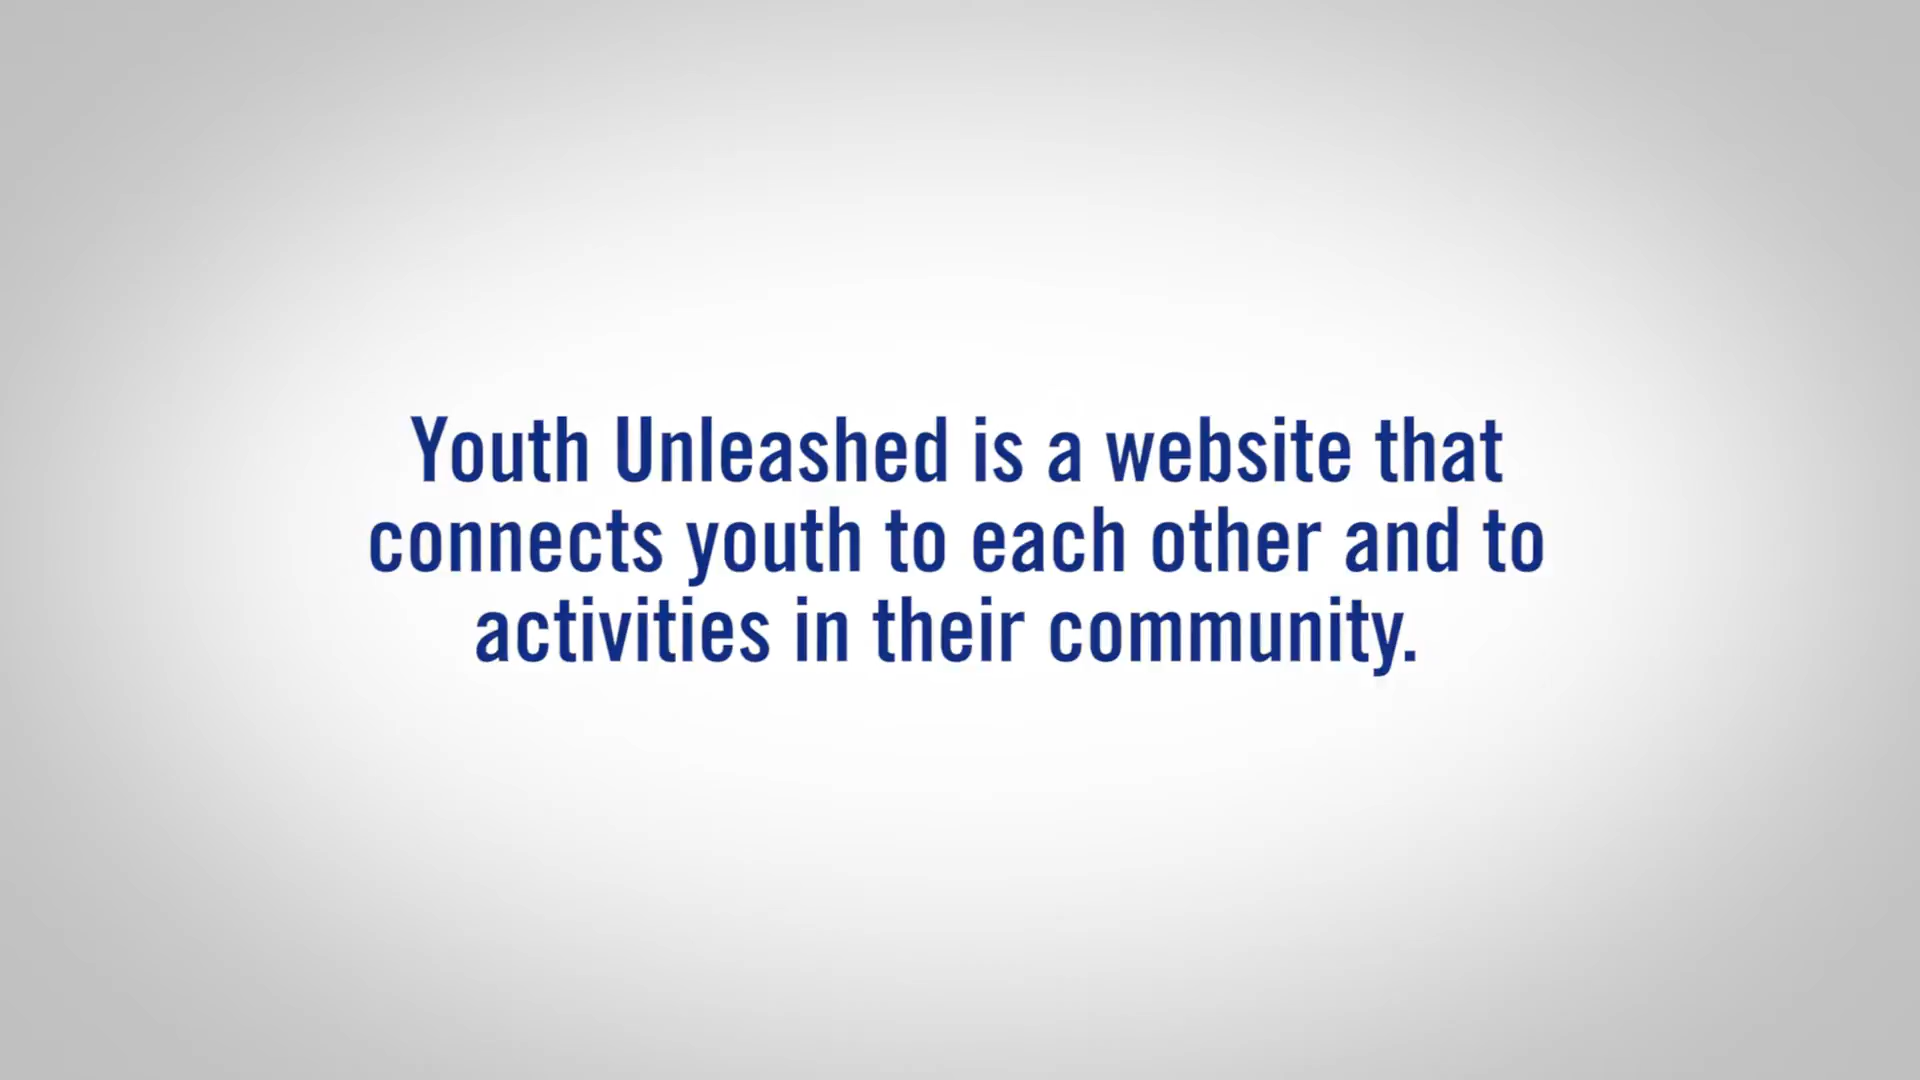 Youth Unleashed is a website that
connects youth to each other and to
activities in their community.